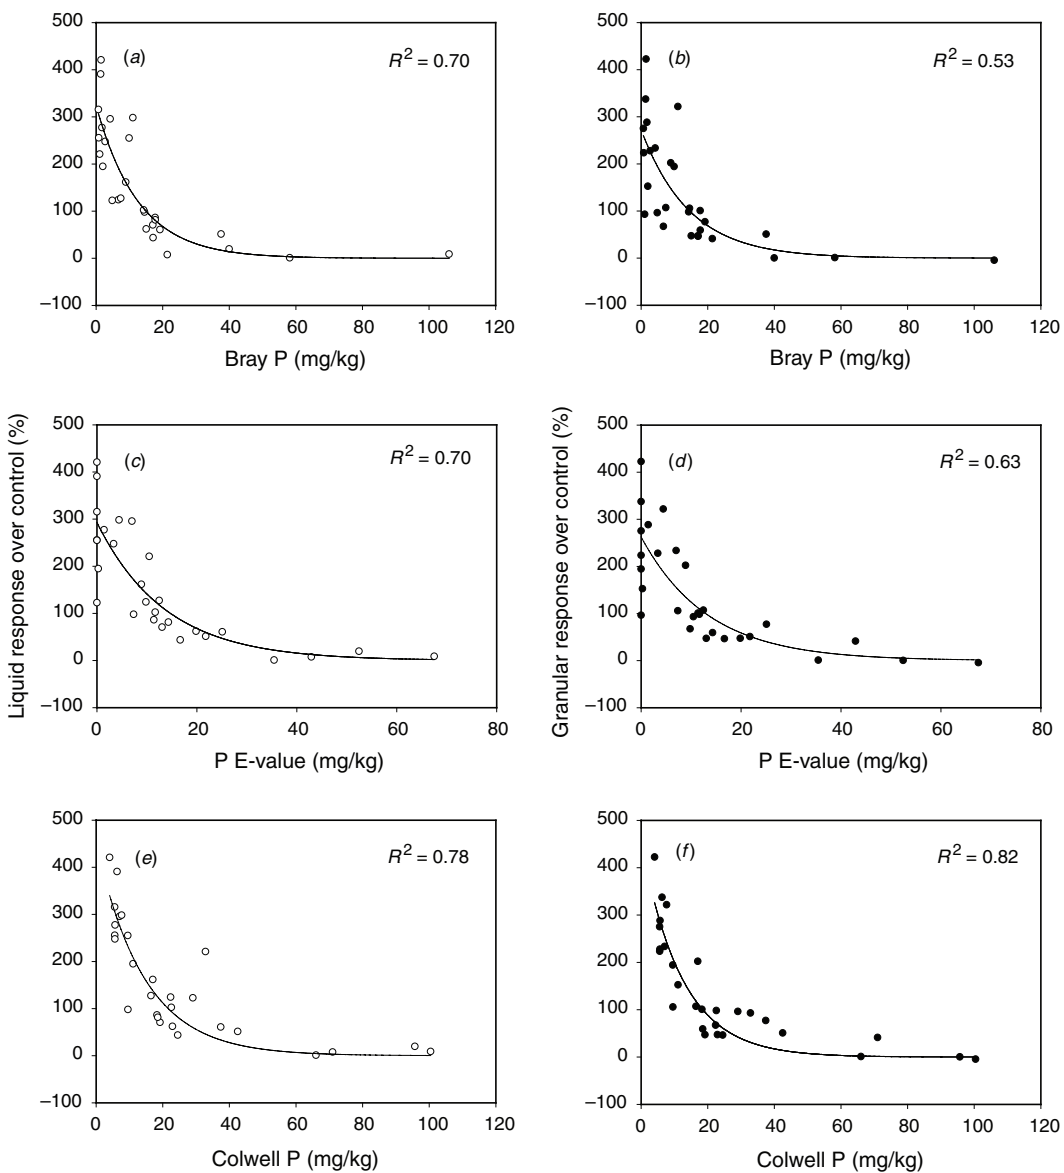 500
400
300
200
100
0
–100
(a)
R² = 0.70
0 20 40 60 80 100 120
Bray P (mg/kg)
500
400
300
200
100
0
–100
(b)
R² = 0.53
0 20 40 60 80 100 120
Bray P (mg/kg)
Liquid response over control (%)
500
400
300
200
100
0
–100
(c)
R² = 0.70
0 20 40 60 80
P E-value (mg/kg)
Granular response over control (%)
500
400
300
200
100
0
–100
(d)
R² = 0.63
0 20 40 60 80
P E-value (mg/kg)
500
400
300
200
100
0
–100
(e)
R² = 0.78
0 20 40 60 80 100 120
Colwell P (mg/kg)
500
400
300
200
100
0
–100
(f)
R² = 0.82
0 20 40 60 80 100 120
Colwell P (mg/kg)